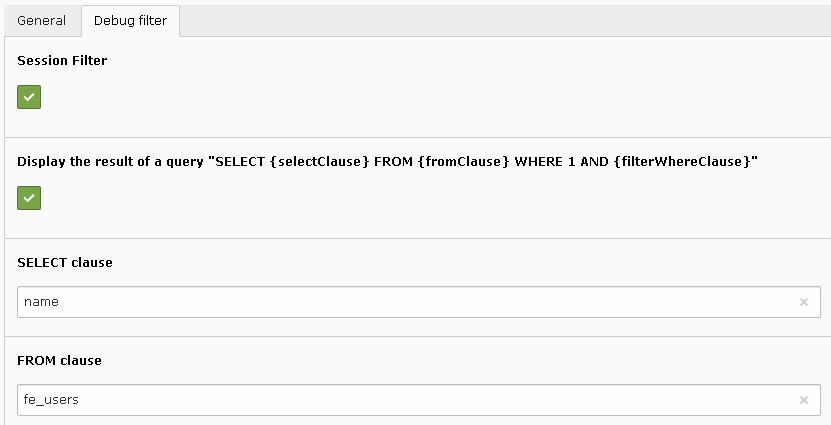 General Debug filter
Session Filter
Display the result of a query "SELECT {selectClause} FROM {fromClause} WHERE 1 AND {filterWhereClause}"
SELECT clause
name
FROM clause
fe_users